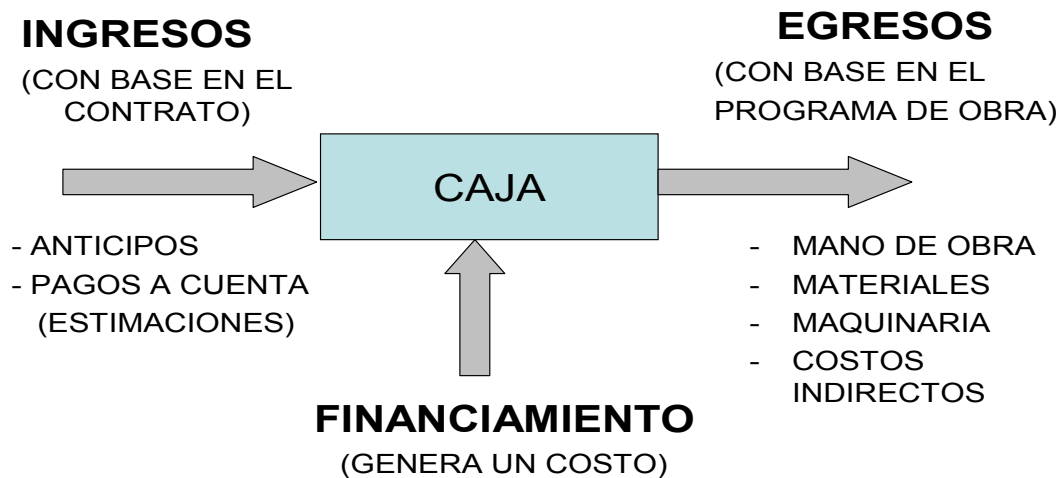 INGRESOS
(CON BASE EN EL
CONTRATO)
- ANTICIPOS
- PAGOS A CUENTA
(ESTIMACIONES)
CAJA
EGRESOS
(CON BASE EN EL
PROGRAMA DE OBRA)
- MANO DE OBRA
- MATERIALES
- MAQUINARIA
- COSTOS
INDIRECTOS
FINANCIAMIENTO
(GENERA UN COSTO)